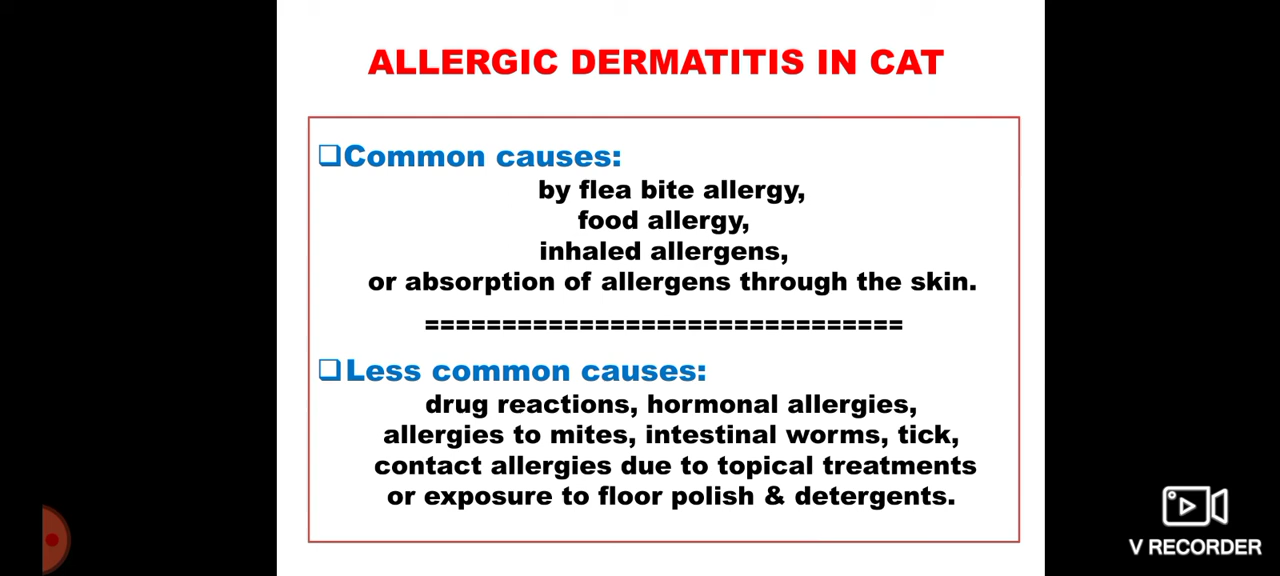 ALLERGIC DERMATITIS IN CAT
❑Common causes:
by flea bite allergy,
food allergy,
inhaled allergens,
or absorption of allergens through the skin.
===============================
❑Less common causes:
drug reactions, hormonal allergies,
allergies to mites, intestinal worms, tick,
contact allergies due to topical treatments
or exposure to floor polish & detergents.
V RECORDER